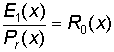 E₁(x)/Pᵣ(x) = R₀(x)